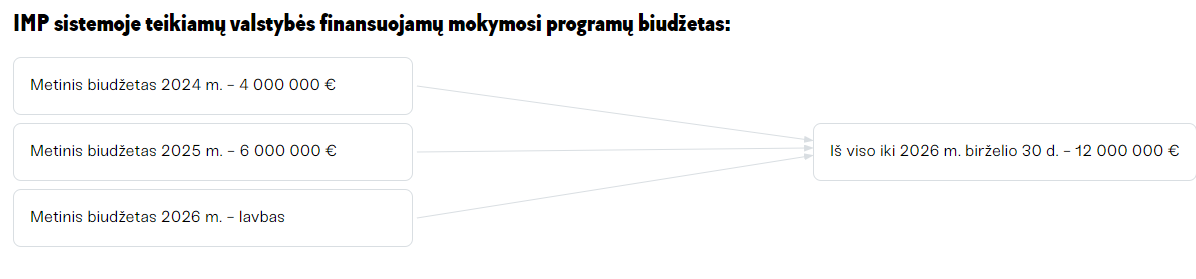 IMP sistemoje teikiamų valstybės finansuojamų mokymosi programų biudžetas:
Metinis biudžetas 2024 m. – 4 000 000 €
Metinis biudžetas 2025 m. – 6 000 000 €
Metinis biudžetas 2026 m. – lavbas
Iš viso iki 2026 m. birželio 30 d. – 12 000 000 €